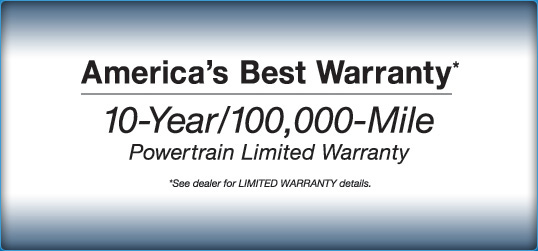 America's Best Warranty*
10-Year/100,000-Mile
Powertrain Limited Warranty
*See dealer for LIMITED WARRANTY details.